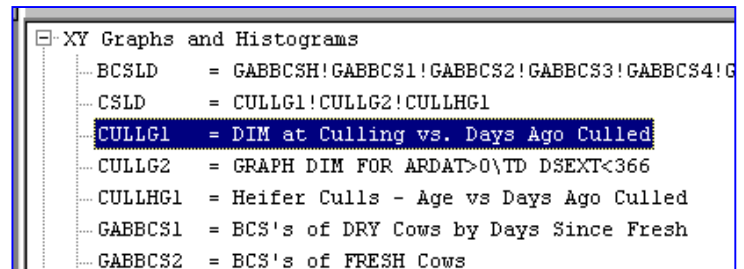 XY Graphs and Histograms
BCSLD = GABBCSH!GABBCS1!GABBCS2!GABBCS3!GABBCS4!G
CSLD = CULLG1!CULLG2!CULLHG1
CULLG1 = DIM at Culling vs. Days Ago Culled
CULLG2 = GRAPH DIM FOR ARDAT>0\TD DSEXT<366
CULLHG1 = Heifer Culls - Age vs Days Ago Culled
GABBCS1 = BCS's of DRY Cows by Days Since Fresh
GABBCS2 = BCS's of FRESH Cows